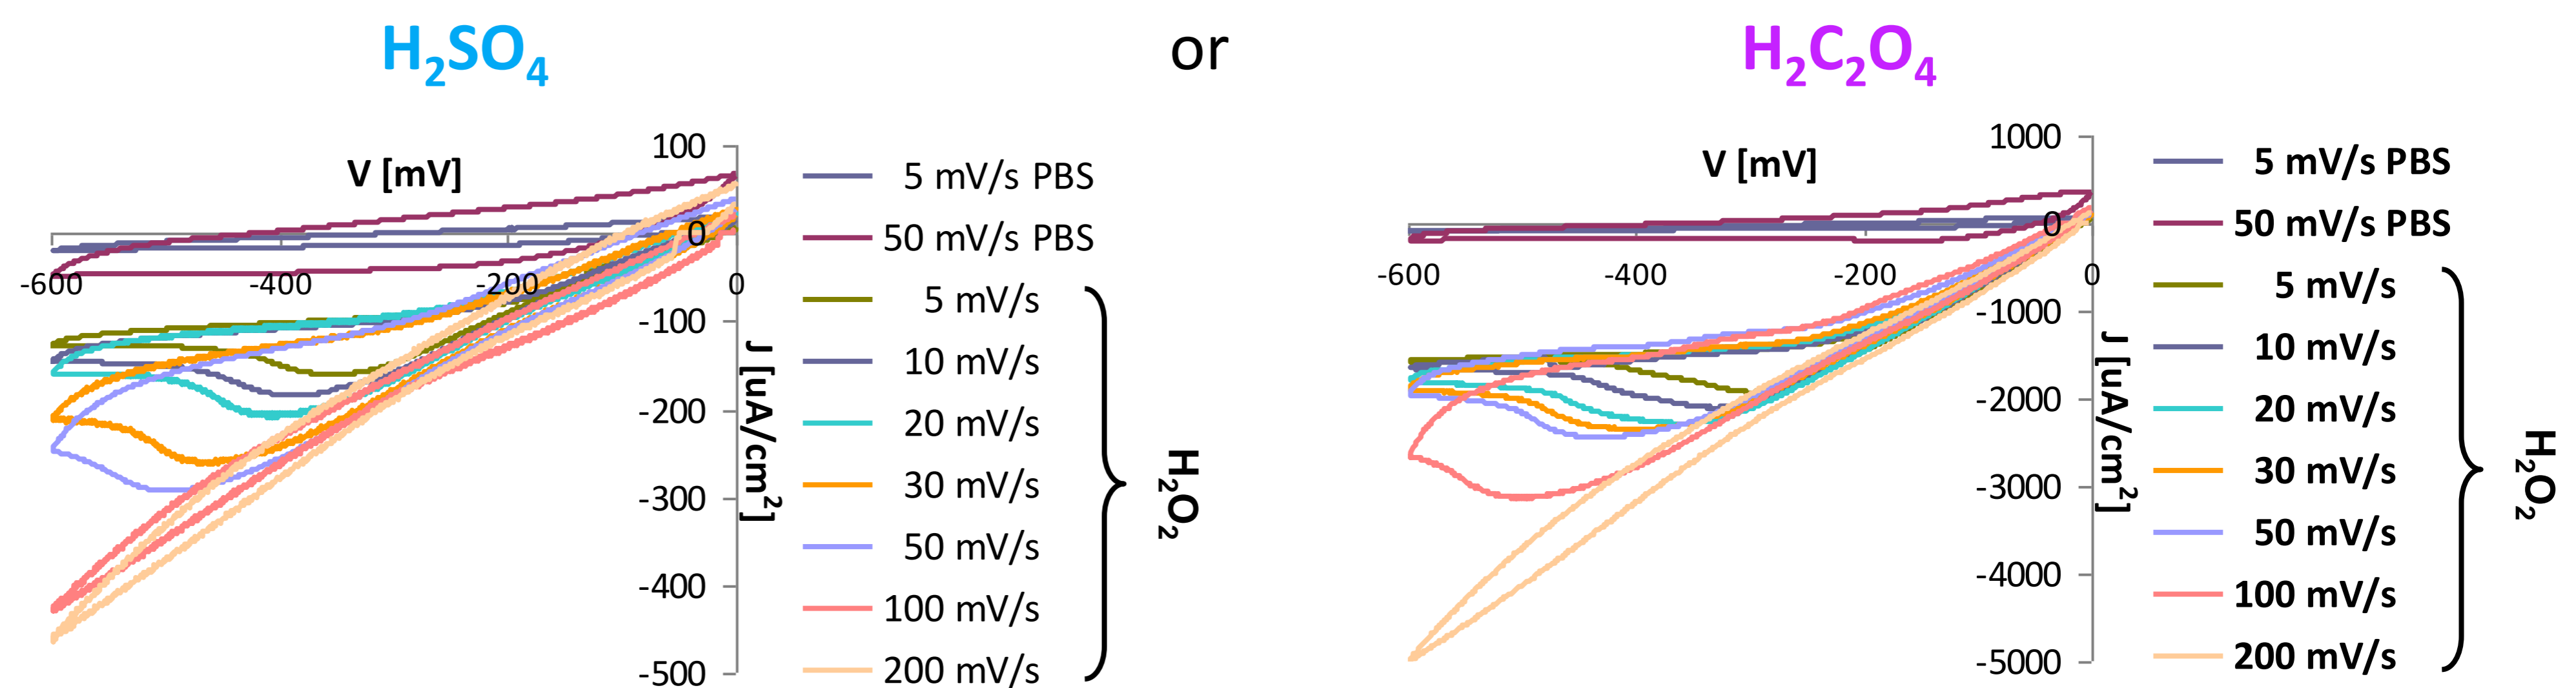 H₂SO₄
or
H₂C₂O₄
V [mV]
100
0
-100
-200
-300
-400
-500
-600
-400
-200
0
J [uA/cm²]
5 mV/s PBS
50 mV/s PBS
5 mV/s
10 mV/s
20 mV/s
30 mV/s
50 mV/s
100 mV/s
200 mV/s
H₂O₂
V [mV]
1000
0
-1000
-2000
-3000
-4000
-5000
-600
-400
-200
0
J [uA/cm²]
5 mV/s PBS
50 mV/s PBS
5 mV/s
10 mV/s
20 mV/s
30 mV/s
50 mV/s
100 mV/s
200 mV/s
H₂O₂